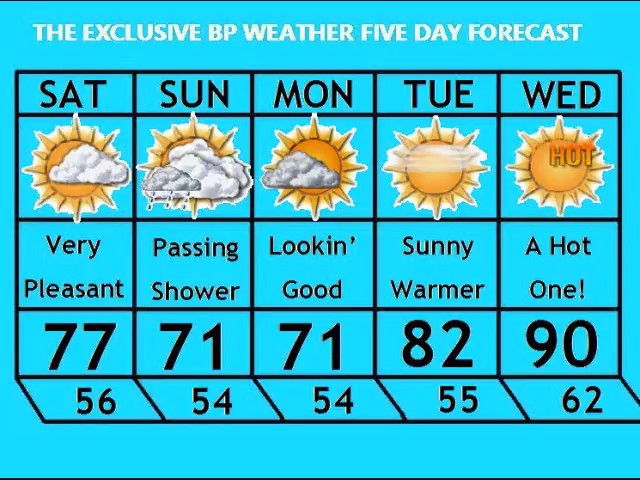 THE EXCLUSIVE BP WEATHER FIVE DAY FORECAST
SAT SUN MON TUE WED
HOT
Very Passing Lookin’ Sunny A Hot
Pleasant Shower Good Warmer One!
77 71 71 82 90
56 54 54 55 62